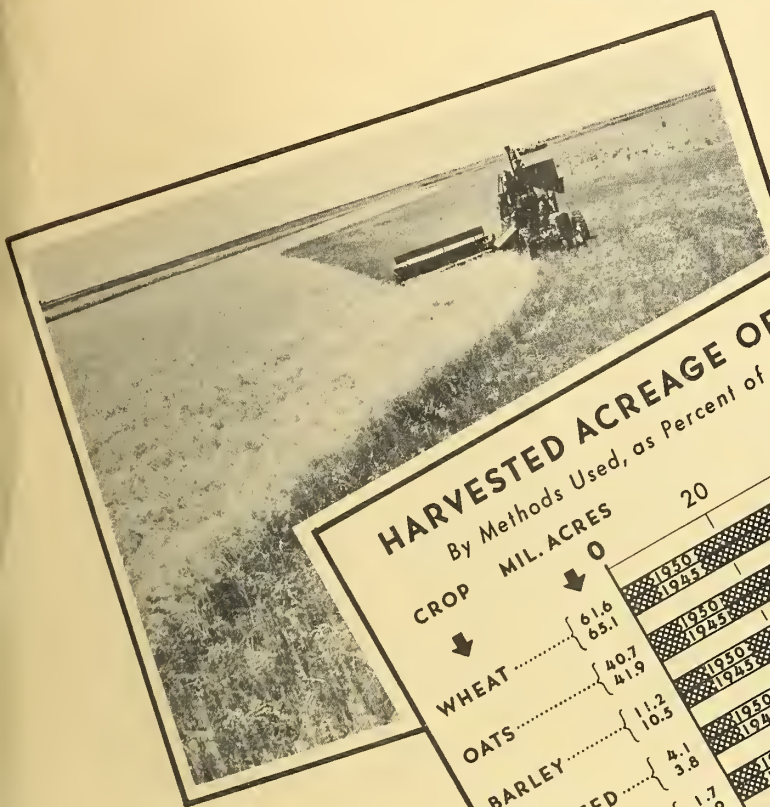 HARVESTED ACREAGE
By Methods Used, as Percent of
CROP MIL. ACRES 0 20
WHEAT 61.6 1950
65.1 1945
OATS 40.7 1950
41.9 1945
BARLEY 11.2 1950
10.5 1945
4.1 1950
3.8